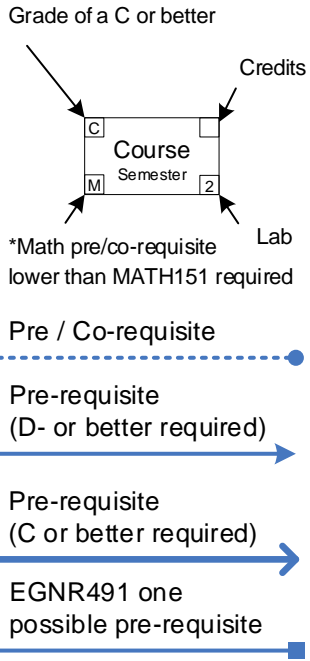 Grade of a C or better
Credits
C
Course
Semester
M
2
*Math pre/co-requisite
lower than MATH151 required
Lab
Pre / Co-requisite
Pre-requisite
(D- or better required)
Pre-requisite
(C or better required)
EGNR491 one
possible pre-requisite